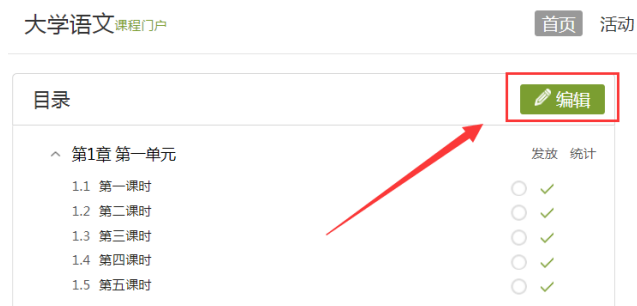 大学语文课程门户 首页 活动
目录 编辑
第1章 第一单元 发放 统计
1.1 第一课时
1.2 第二课时
1.3 第三课时
1.4 第四课时
1.5 第五课时